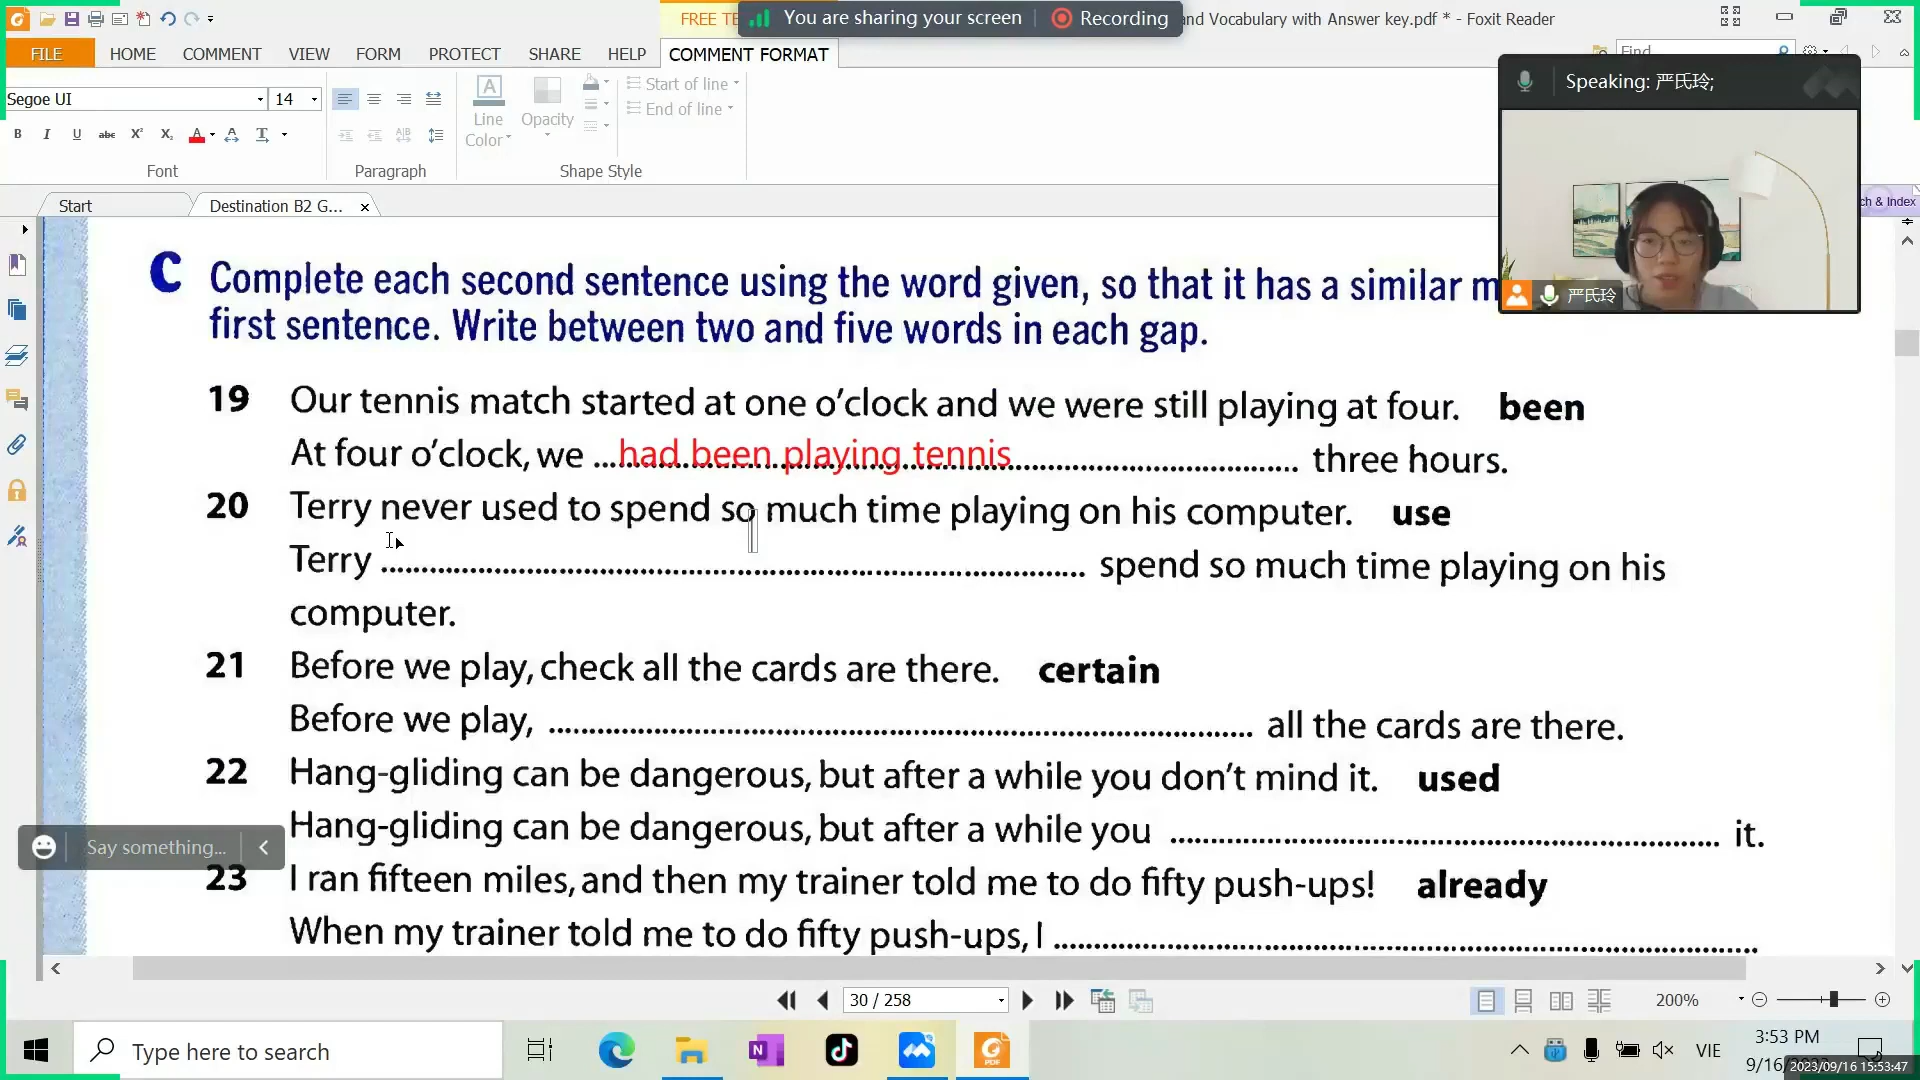 FREE TE
You are sharing your screen
Recording
and Vocabulary with Answer key.pdf * - Foxit Reader
FILE
HOME
COMMENT
VIEW
FORM
PROTECT
SHARE
HELP
COMMENT FORMAT
Find
Speaking: 严氏玲;
Segoe UI
14
Start of line
End of line
Line
Color
Opacity
Font
Paragraph
Shape Style
Start
Destination B2 G...
ch & Index
严氏玲
C Complete each second sentence using the word given, so that it has a similar m
first sentence. Write between two and five words in each gap.
19 Our tennis match started at one o'clock and we were still playing at four. been
At four o'clock, we ... had been playing tennis ... three hours.
20 Terry never used to spend so much time playing on his computer. use
Terry ... spend so much time playing on his
computer.
21 Before we play, check all the cards are there. certain
Before we play, ... all the cards are there.
22 Hang-gliding can be dangerous, but after a while you don't mind it. used
Hang-gliding can be dangerous, but after a while you ... it.
Say something...
23 I ran fifteen miles, and then my trainer told me to do fifty push-ups! already
When my trainer told me to do fifty push-ups, I ...
30 / 258
200%
Type here to search
VIE
3:53 PM
2023/09/16 15:53:47